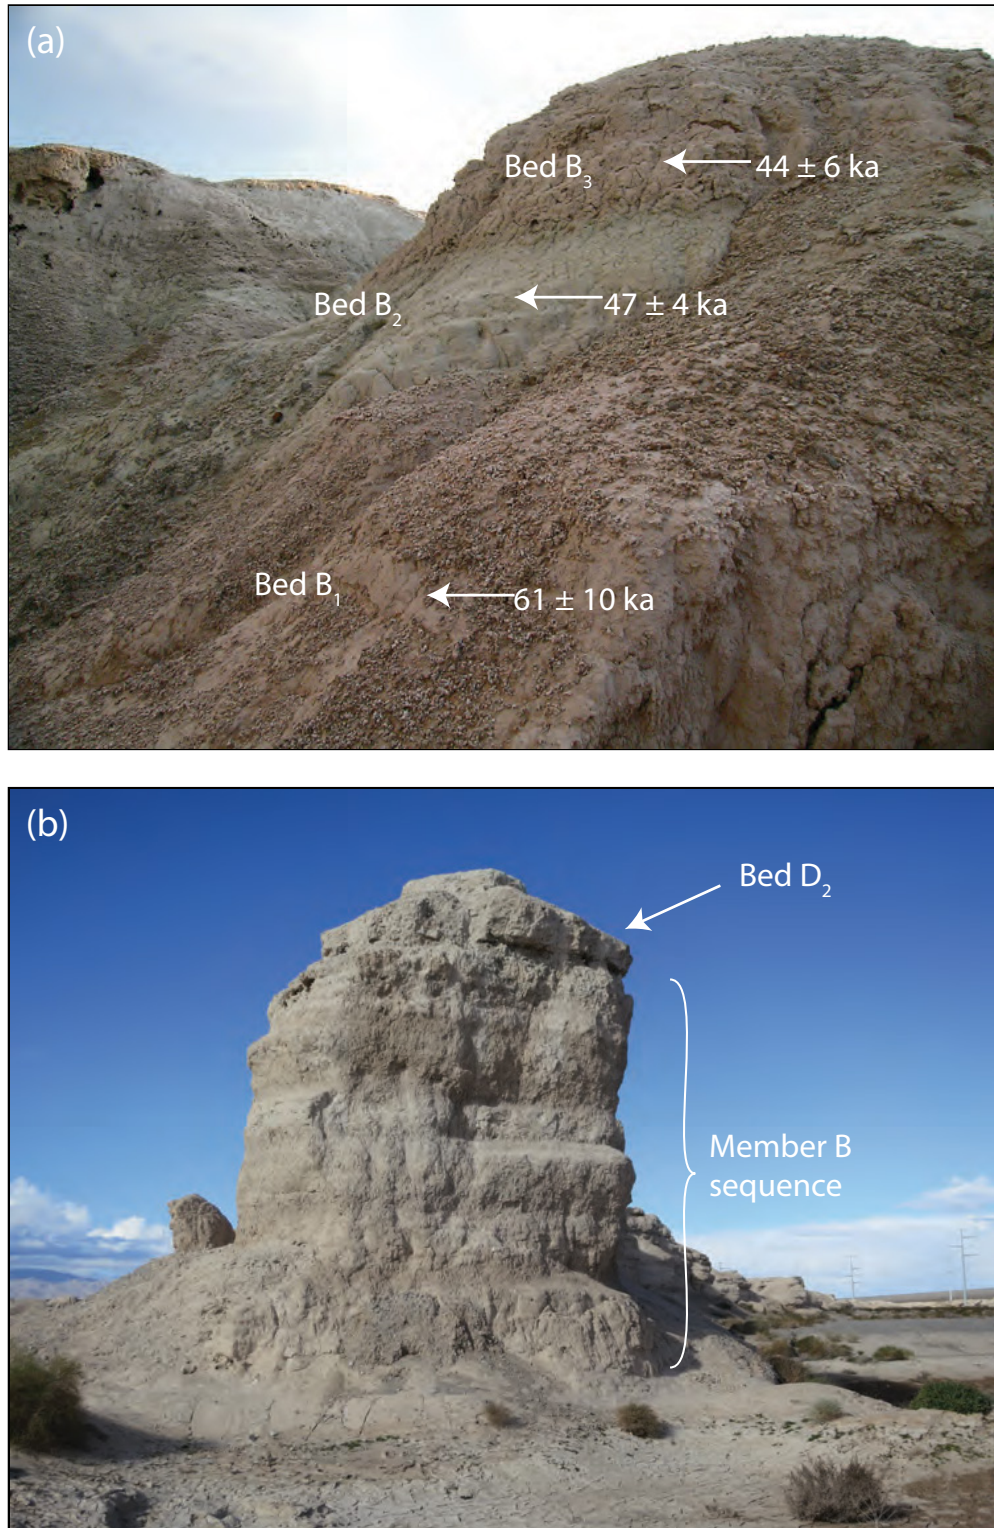 (a)
Bed B₃
44 ± 6 ka
Bed B₂
47 ± 4 ka
Bed B₁
61 ± 10 ka
(b)
Bed D₂
Member B
sequence